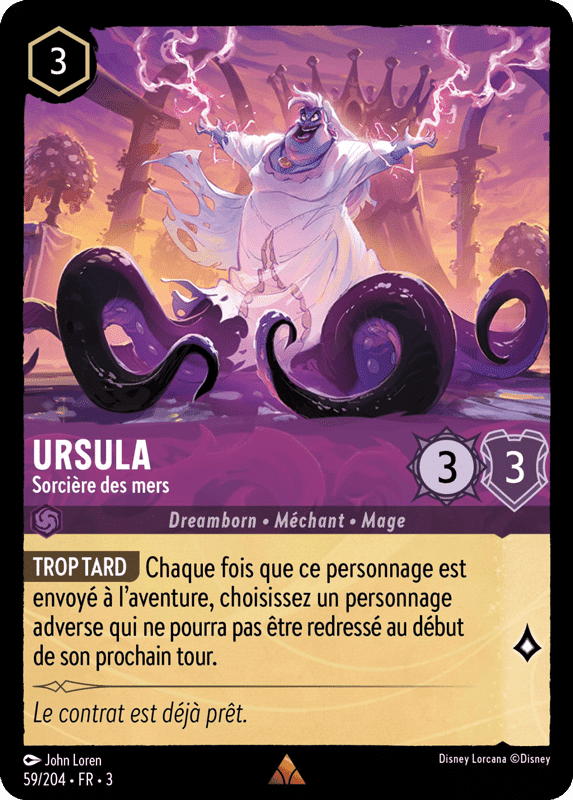 3
URSULA
Sorcière des mers
3
3
Dreamborn • Méchant • Mage
TROP TARD Chaque fois que ce personnage est
envoyé à l'aventure, choisissez un personnage
adverse qui ne pourra pas être redressé au début
de son prochain tour.
Le contrat est déjà prêt.
John Loren
Disney Lorcana ©Disney
59/204 • FR • 3